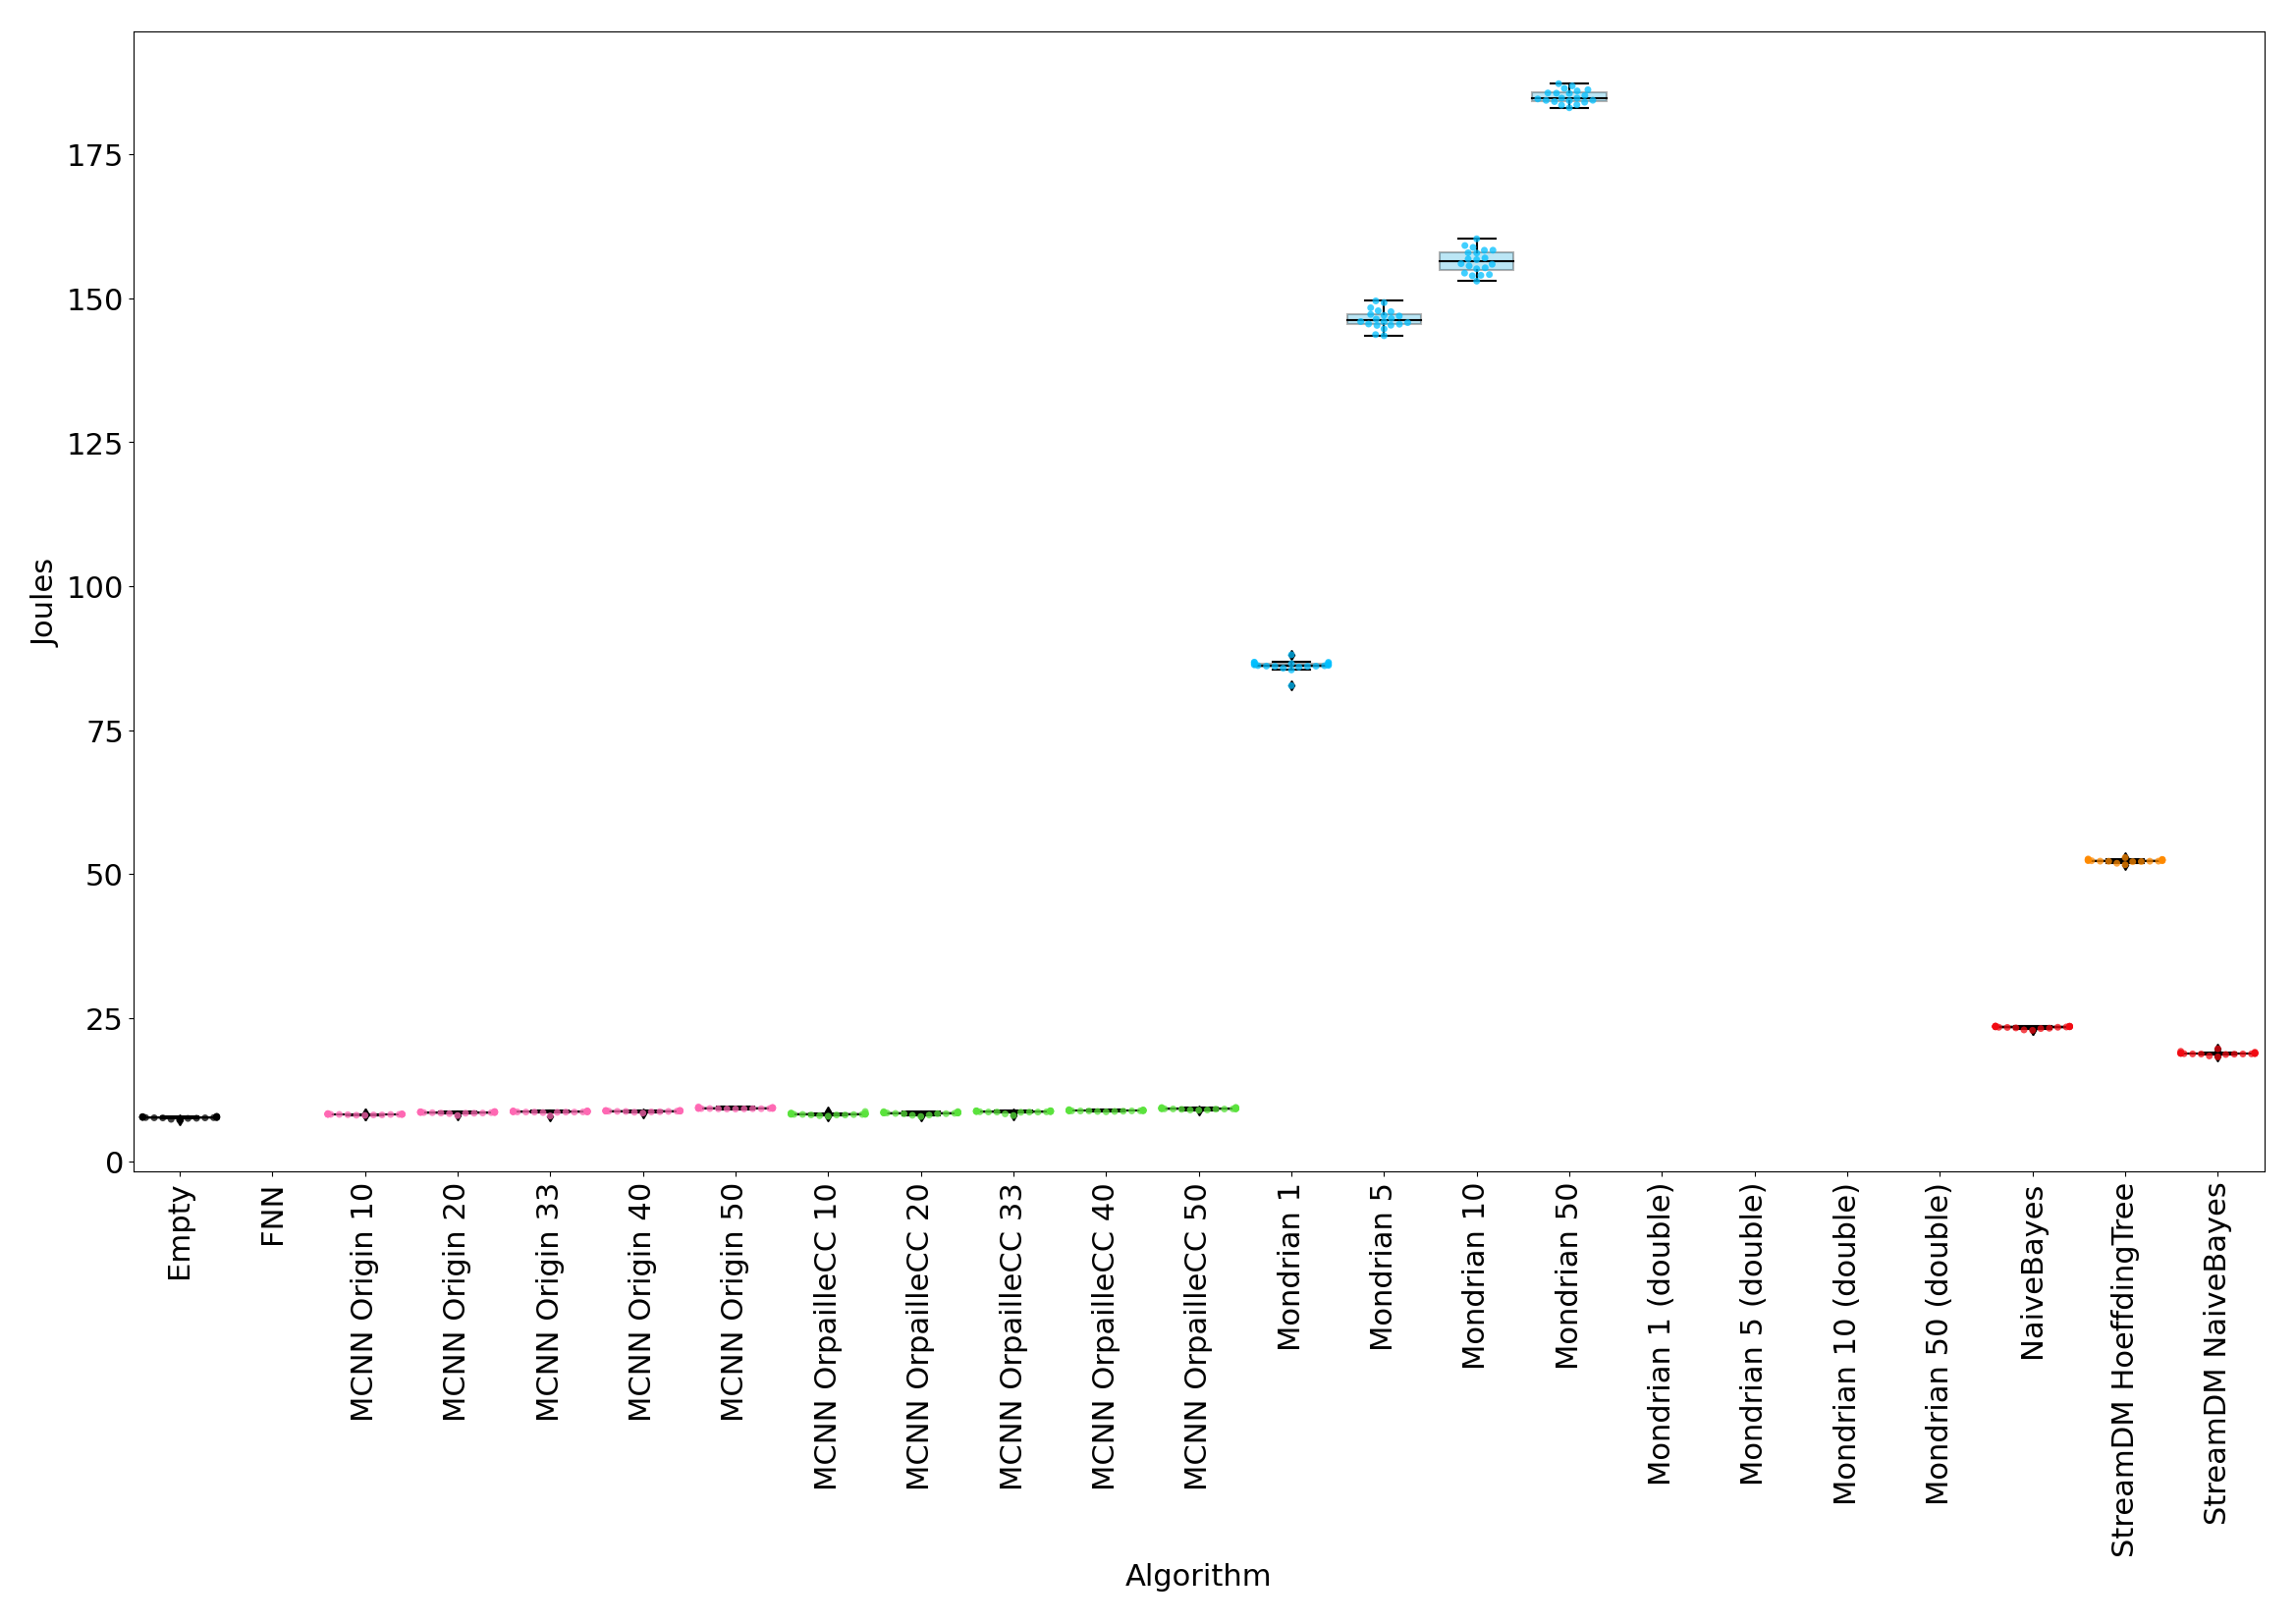 175
150
125
100
75
50
25
0
Joules
Empty
FNN
MCNN Origin 10
MCNN Origin 20
MCNN Origin 33
MCNN Origin 40
MCNN Origin 50
MCNN OrpailleCC 10
MCNN OrpailleCC 20
MCNN OrpailleCC 33
MCNN OrpailleCC 40
MCNN OrpailleCC 50
Mondrian 1
Mondrian 5
Mondrian 10
Mondrian 50
Mondrian 1 (double)
Mondrian 5 (double)
Mondrian 10 (double)
Mondrian 50 (double)
NaiveBayes
StreamDM HoeffdingTree
StreamDM NaiveBayes
Algorithm